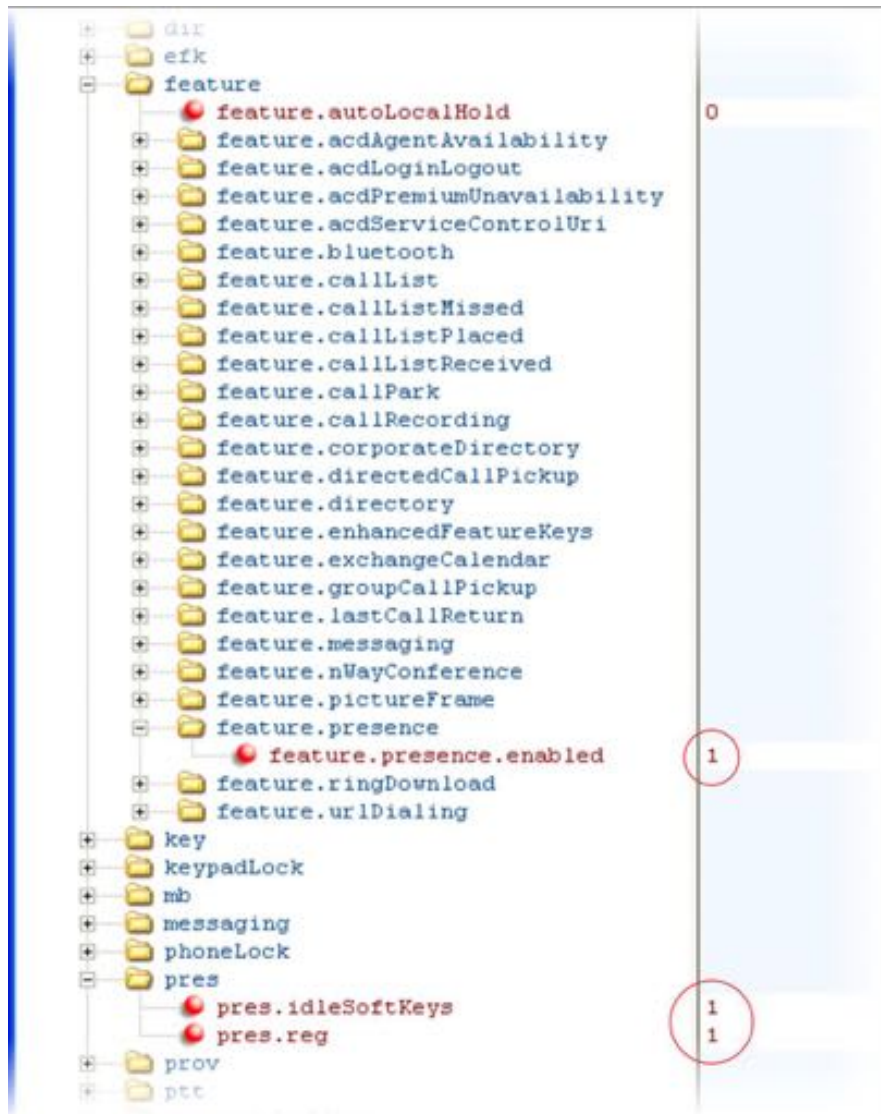 dir
efk
feature
feature.autoLocalHold 0
feature.acdAgentAvailability
feature.acdLoginLogout
feature.acdPremiumUnavailability
feature.acdServiceControlUri
feature.bluetooth
feature.callList
feature.callListMissed
feature.callListPlaced
feature.callListReceived
feature.callPark
feature.callRecording
feature.corporateDirectory
feature.directedCallPickup
feature.directory
feature.enhancedFeatureKeys
feature.exchangeCalendar
feature.groupCallPickup
feature.lastCallReturn
feature.messaging
feature.nWayConference
feature.pictureFrame
feature.presence
feature.presence.enabled 1
feature.ringDownload
feature.urlDialing
key
keypadLock
mb
messaging
phoneLock
pres
pres.idleSoftKeys 1
pres.reg 1
prov
ptt